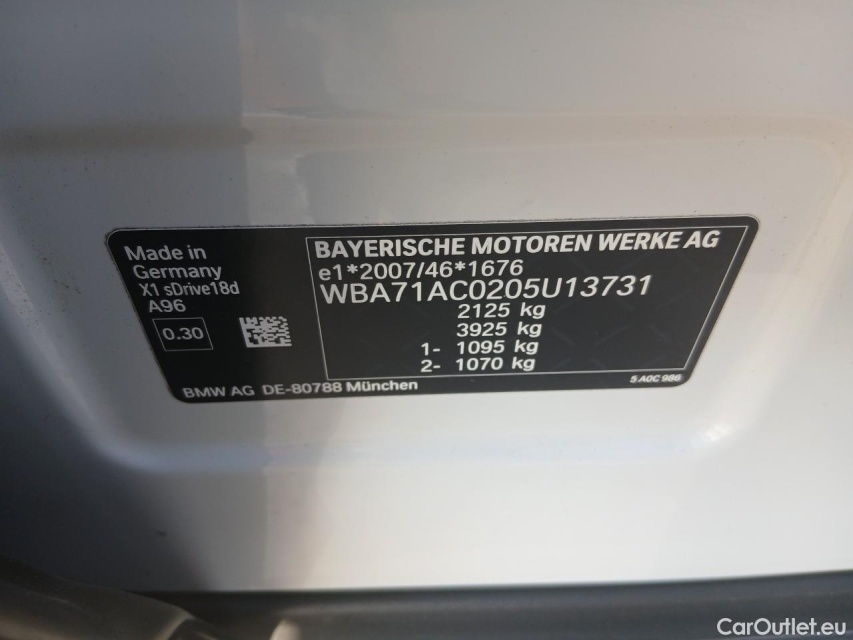 Made in
Germany
X1 sDrive18d
A96
0.30
BAYERISCHE MOTOREN WERKE AG
e1*2007/46*1676
WBA71AC0205U13731
2125 kg
3925 kg
1- 1095 kg
2- 1070 kg
BMW AG DE-80788 München
5 A0C 986
CarOutlet.eu